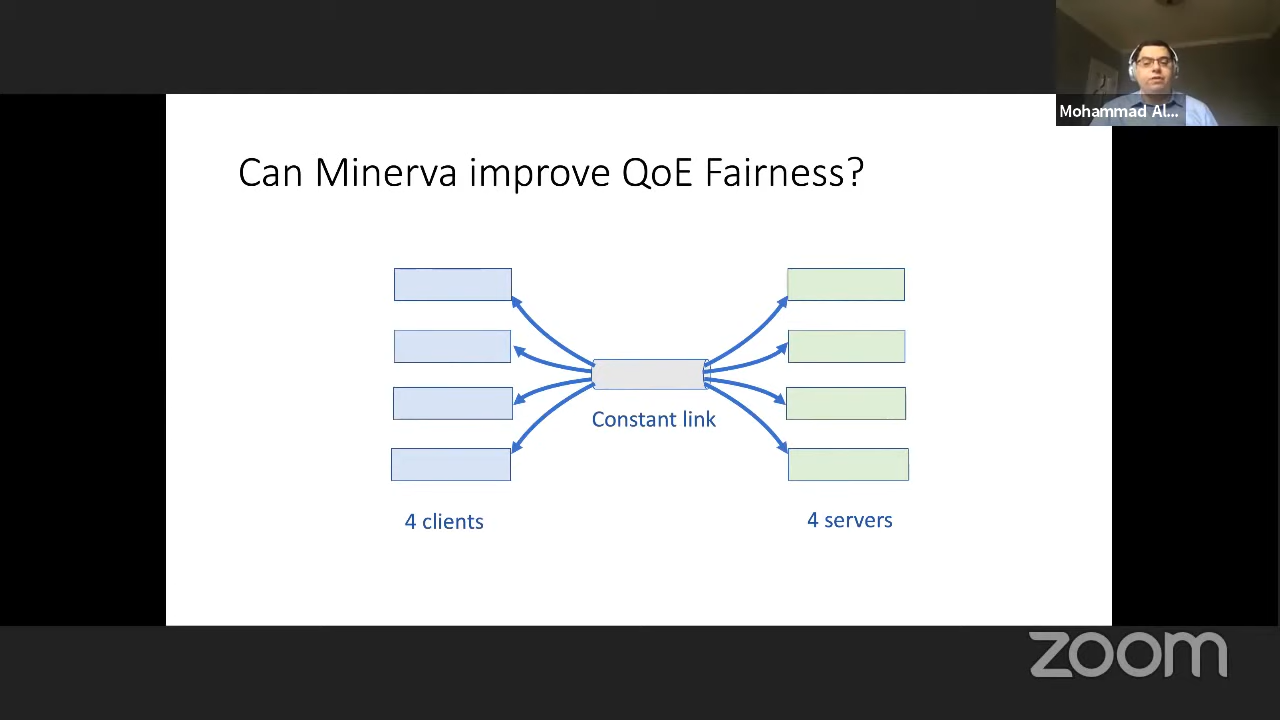 Mohammad Al...
Can Minerva improve QoE Fairness?
Constant link
4 clients
4 servers
zoom